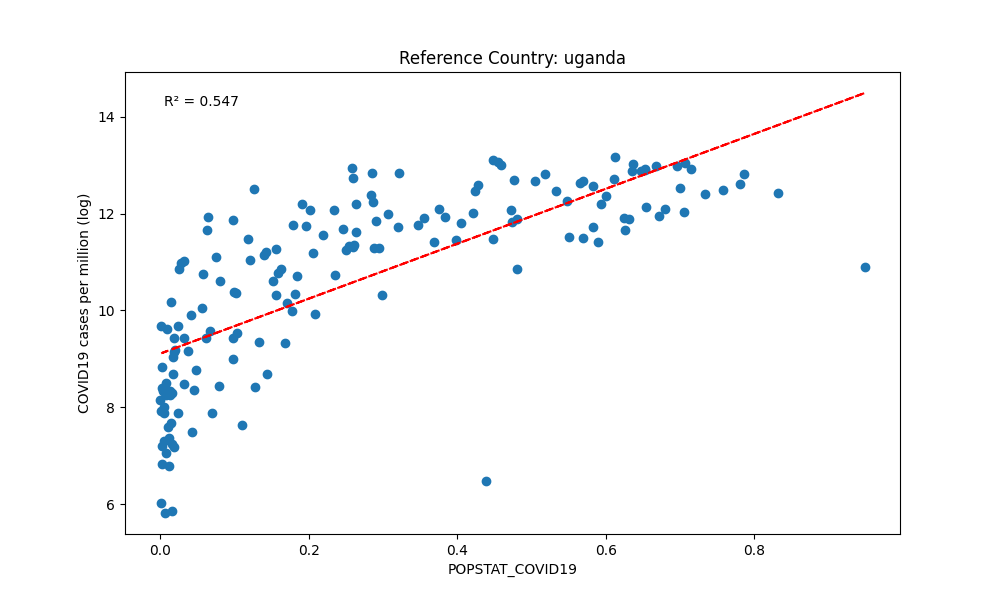 Reference Country: uganda
R² = 0.547
COVID19 cases per million (log)
14
12
10
8
6
0.0 0.2 0.4 0.6 0.8
POPSTAT_COVID19